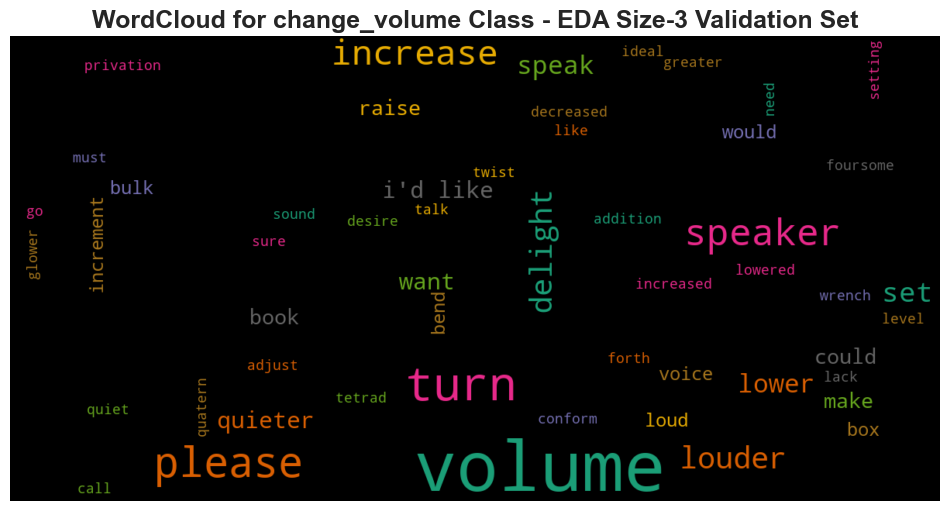 WordCloud for change_volume Class - EDA Size-3 Validation Set
increase
speak
ideal
greater
setting
privation
need
raise
decreased
like
would
must
bulk
twist
i'd like
foursome
go
glower
increment
sound
sure
desire
talk
delight
addition
speaker
lowered
want
bend
increased
wrench
set
level
book
adjust
forth
voice
could
lack
turn
lower
make
tetrad
quatern
quiet
quieter
conform
loud
box
please
volume
louder
call